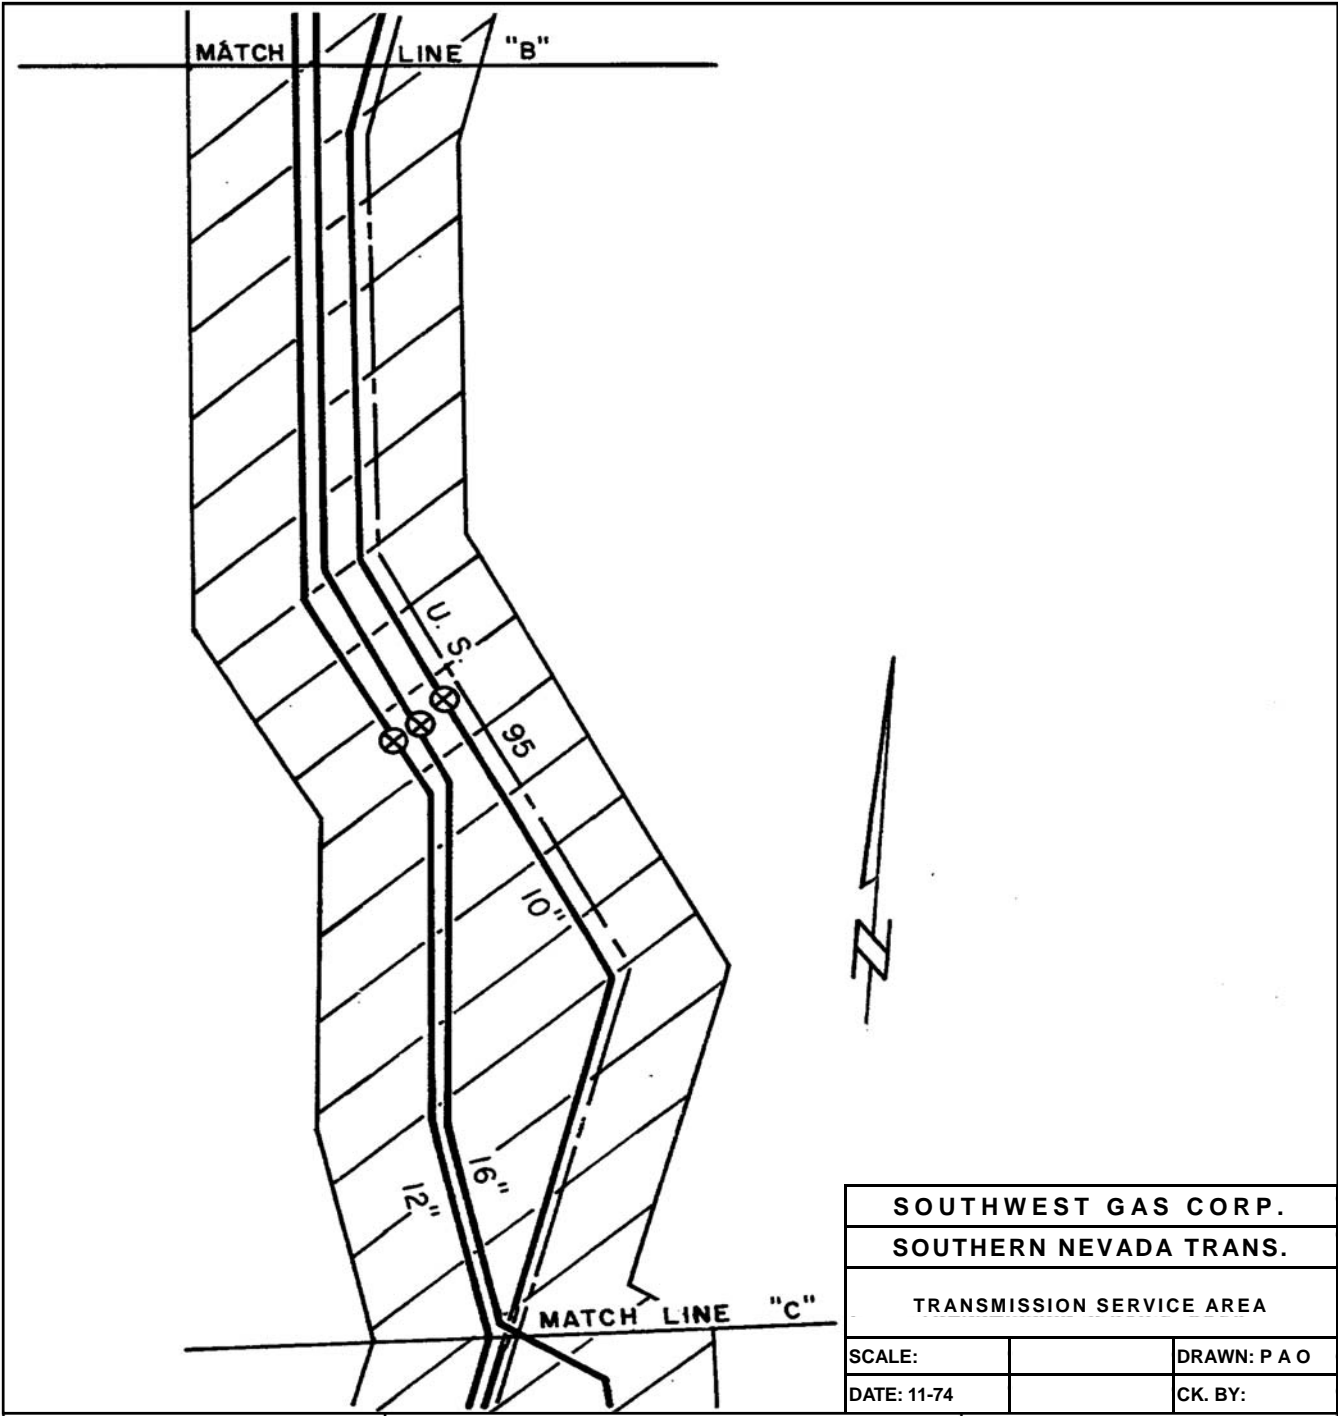 MATCH LINE "B"
U. S. 95
10"
16"
12"
MATCH LINE "C"
N
SOUTHWEST GAS CORP.
SOUTHERN NEVADA TRANS.
TRANSMISSION SERVICE AREA
SCALE:
DRAWN: P A O
DATE: 11-74
CK. BY: